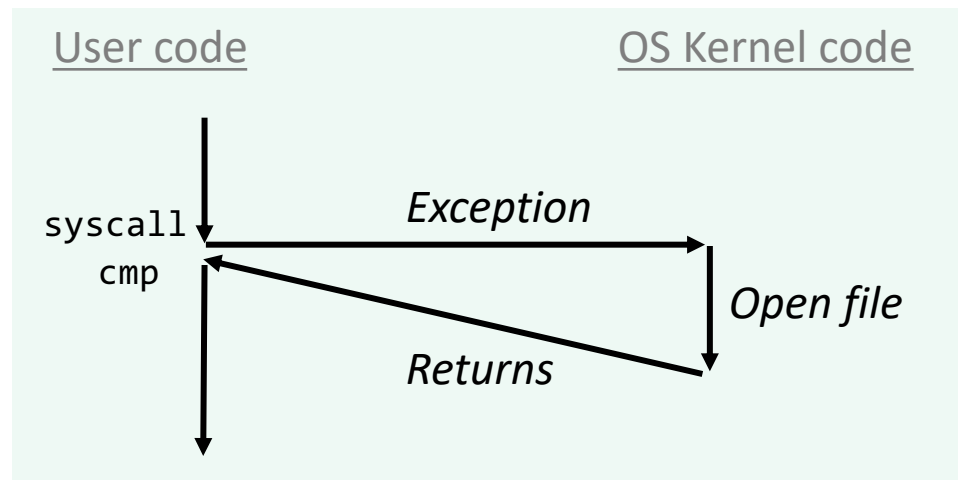 User code
OS Kernel code
Exception
syscall
cmp
Open file
Returns